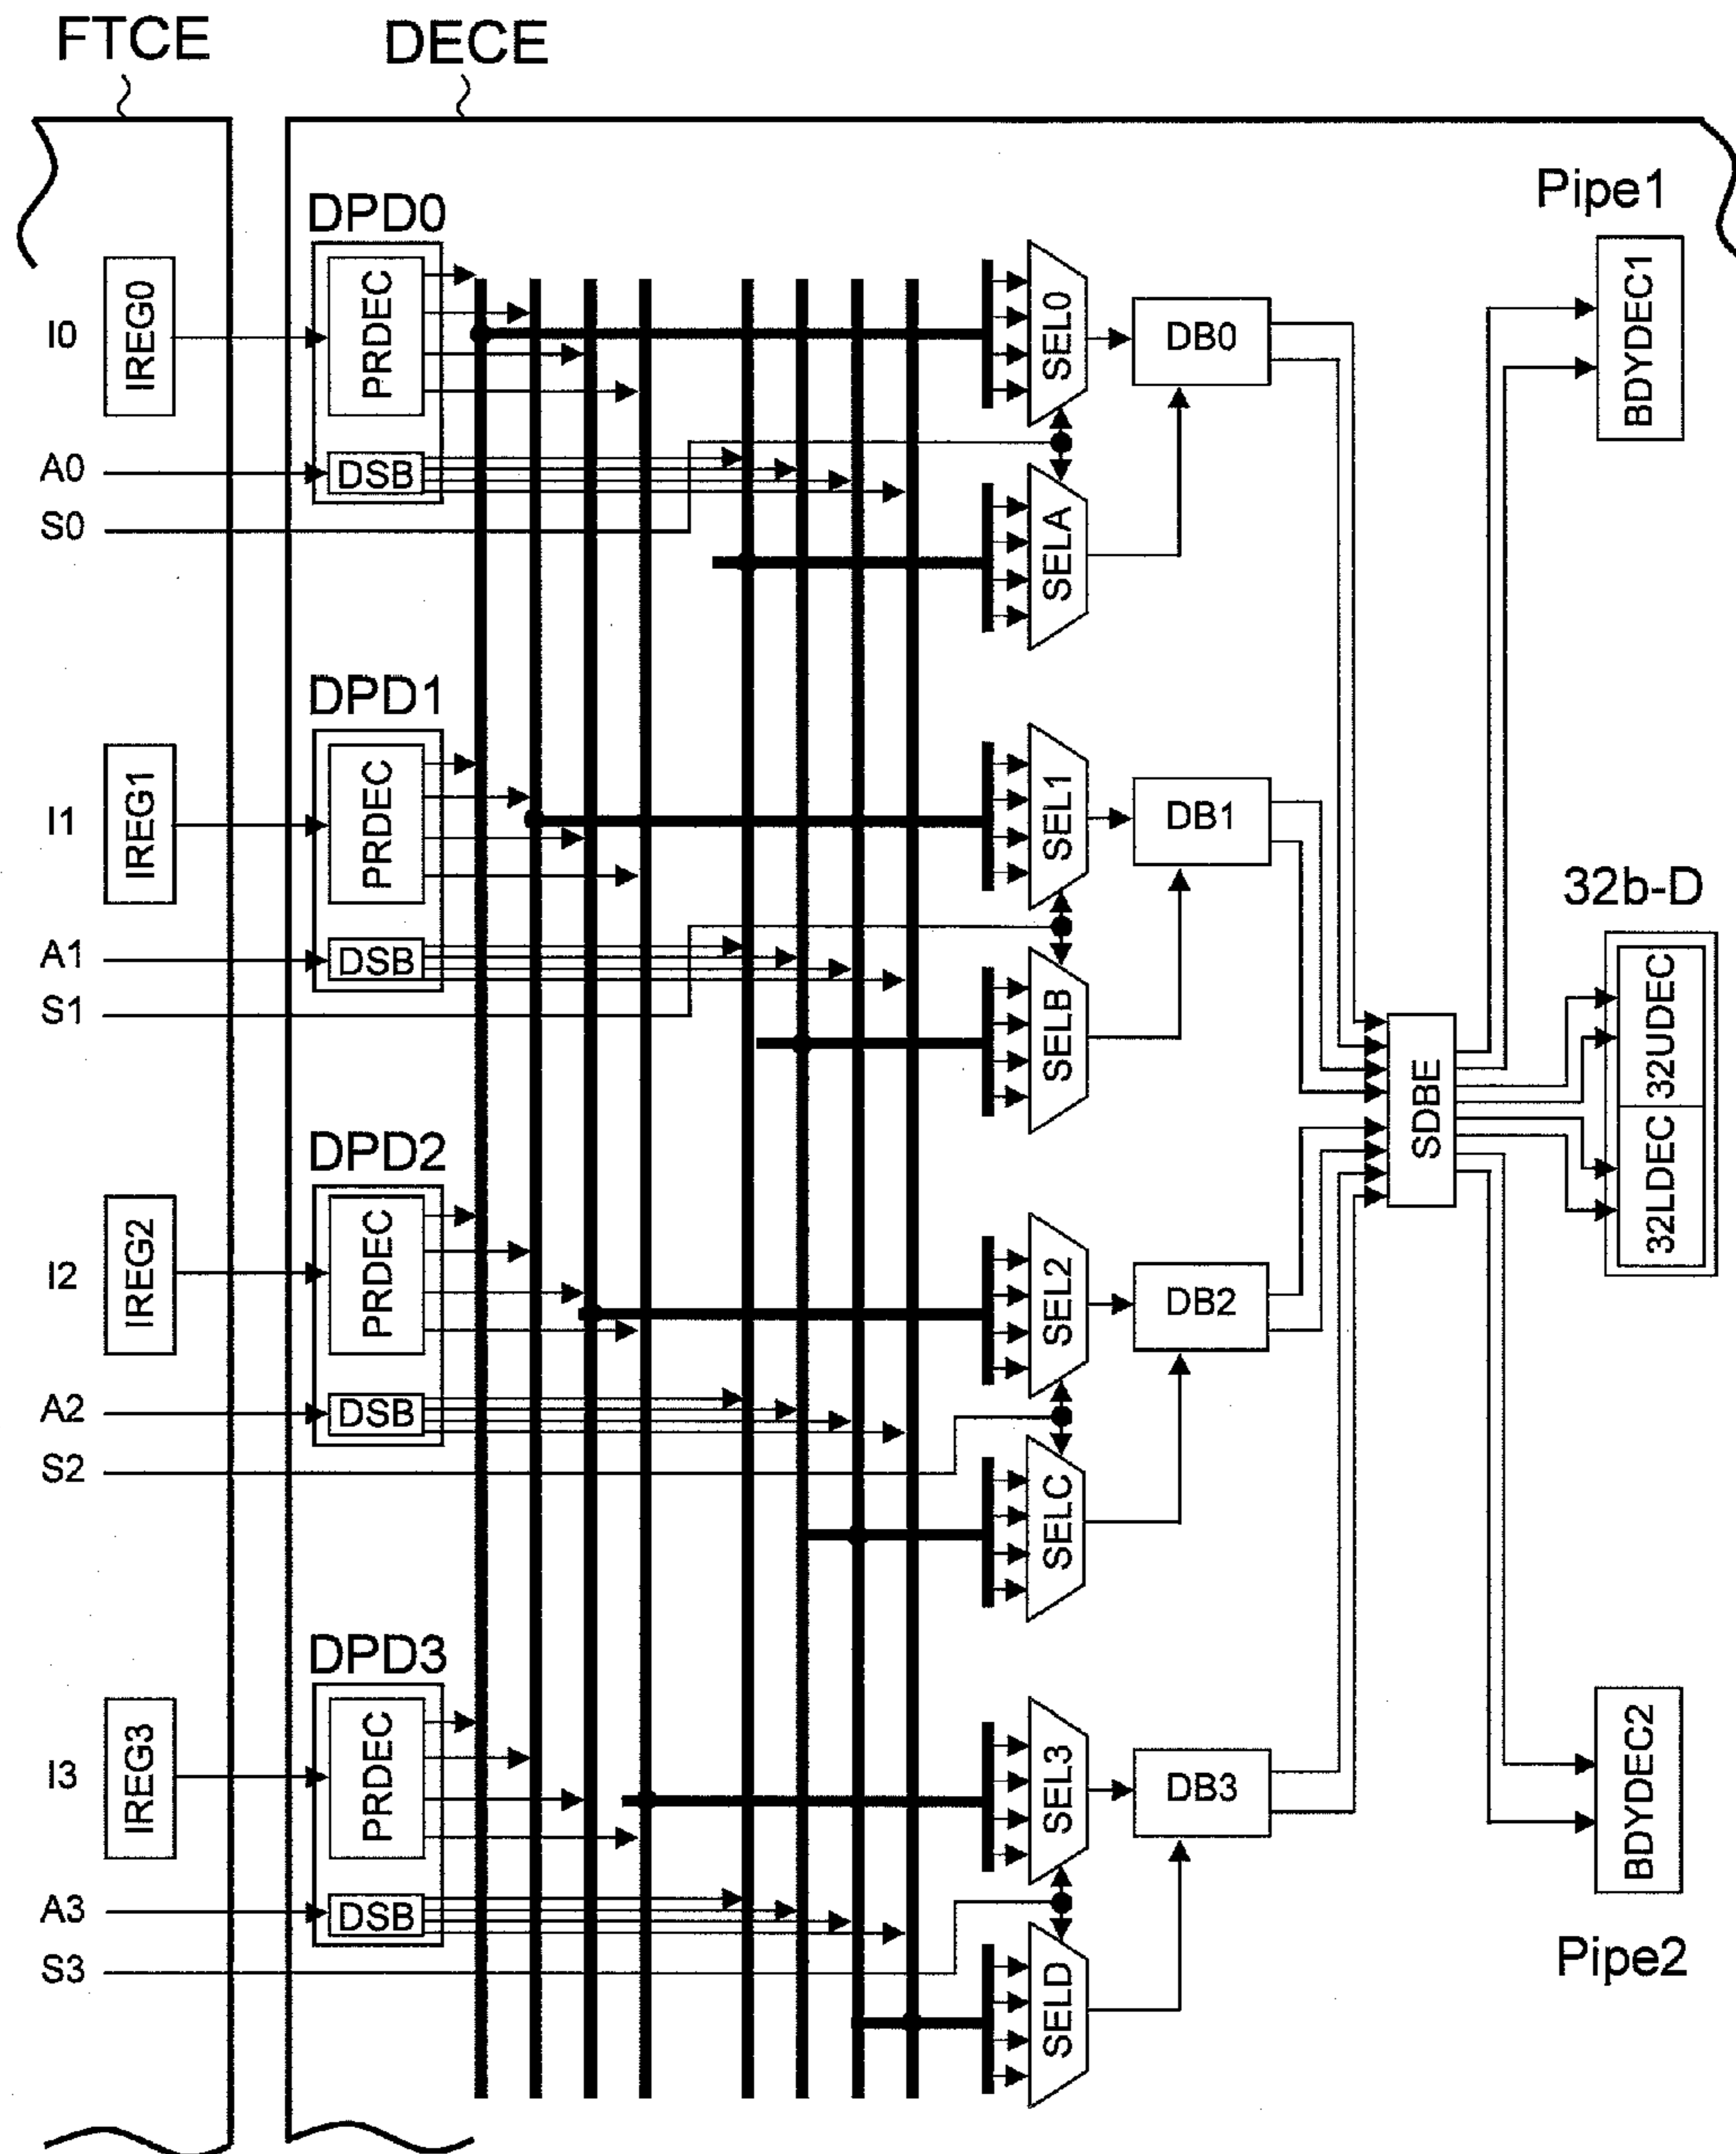 FTCE
DECE
Pipe1
DPD0
I0
IREG0
PRDEC
SEL0
DB0
BDYDEC1
A0
DSB
S0
SELA
DPD1
I1
IREG1
PRDEC
SEL1
DB1
32b-D
A1
DSB
S1
SELB
32UDEC
SDBE
32LDEC
DPD2
I2
IREG2
PRDEC
SEL2
DB2
A2
DSB
S2
SELC
DPD3
I3
IREG3
PRDEC
SEL3
DB3
BDYDEC2
A3
DSB
S3
SELD
Pipe2